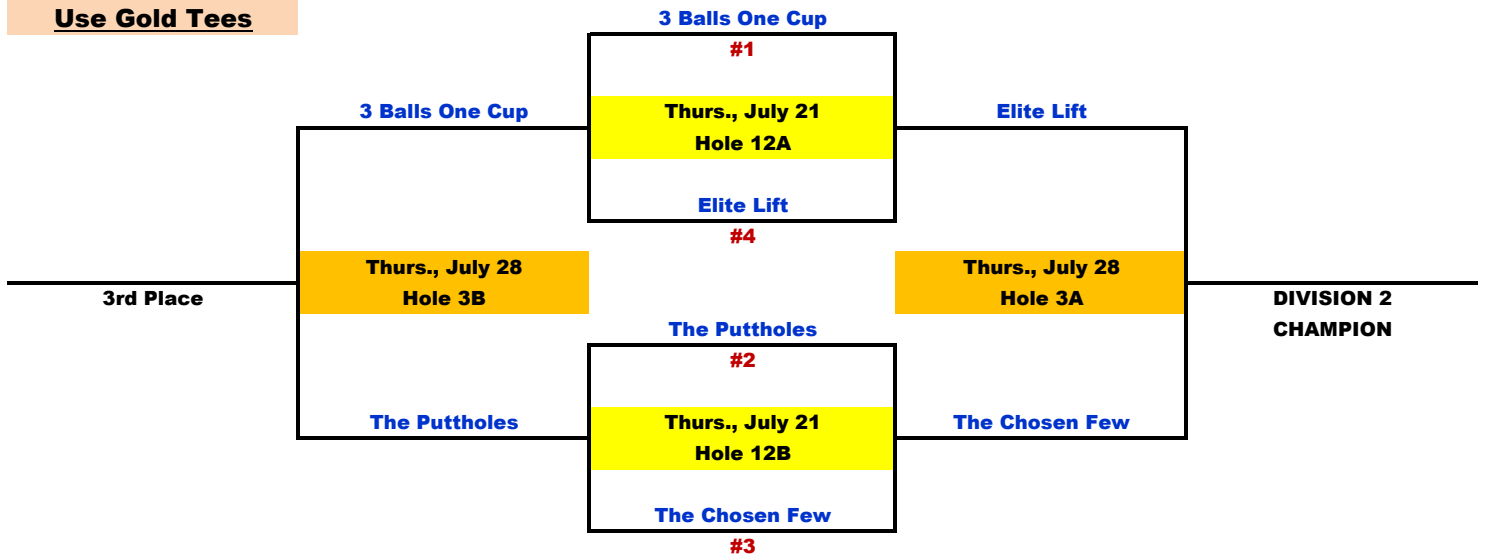 Use Gold Tees
3 Balls One Cup
#1
3 Balls One Cup
Thurs., July 21
Hole 12A
Elite Lift
Elite Lift
#4
Thurs., July 28
Hole 3B
Thurs., July 28
Hole 3A
3rd Place
DIVISION 2
CHAMPION
The Puttholes
#2
The Puttholes
Thurs., July 21
Hole 12B
The Chosen Few
The Chosen Few
#3